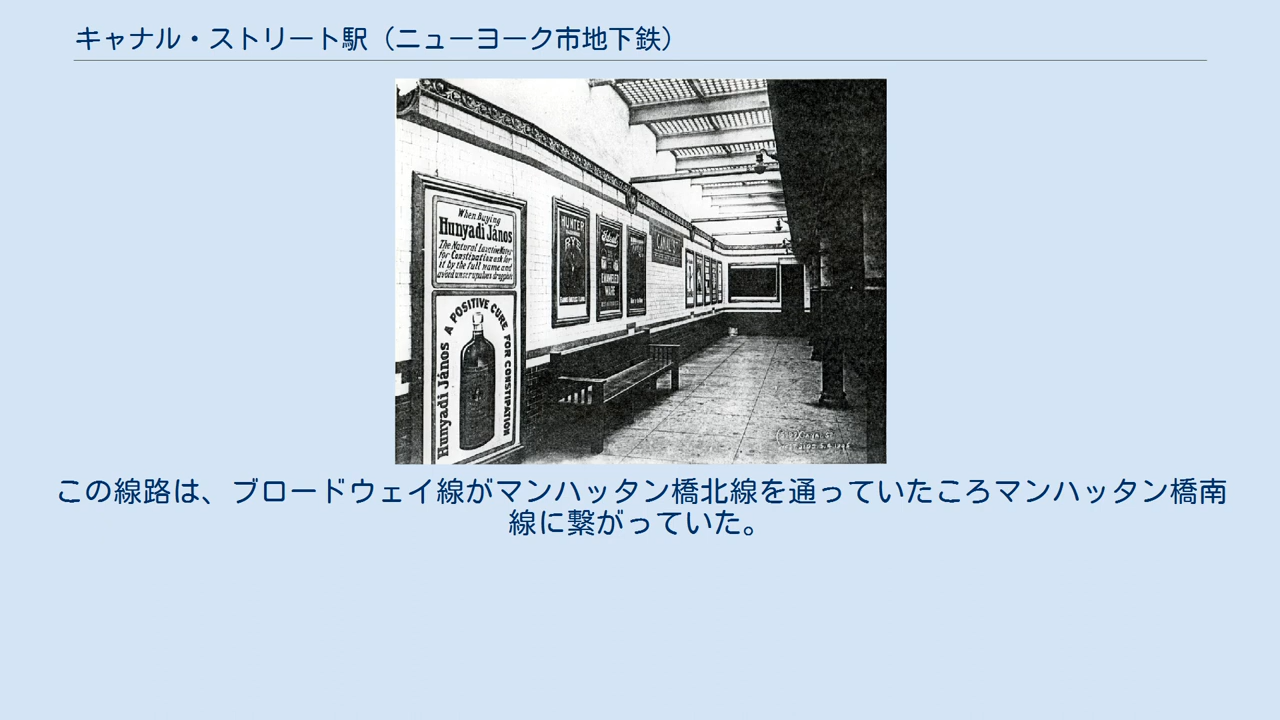 キャナル・ストリート駅（ニューヨーク市地下鉄）
When Buying
Hunyadi János
The Natural Laxative Water
for Constipation ask for
it by the full name and
avoid unscrupulous druggists
A POSITIVE CURE FOR CONSTIPATION
Hunyadi János
HUNTER
RYE
WARE
この線路は、ブロードウェイ線がマンハッタン橋北線を通っていたころマンハッタン橋南
線に繋がっていた。